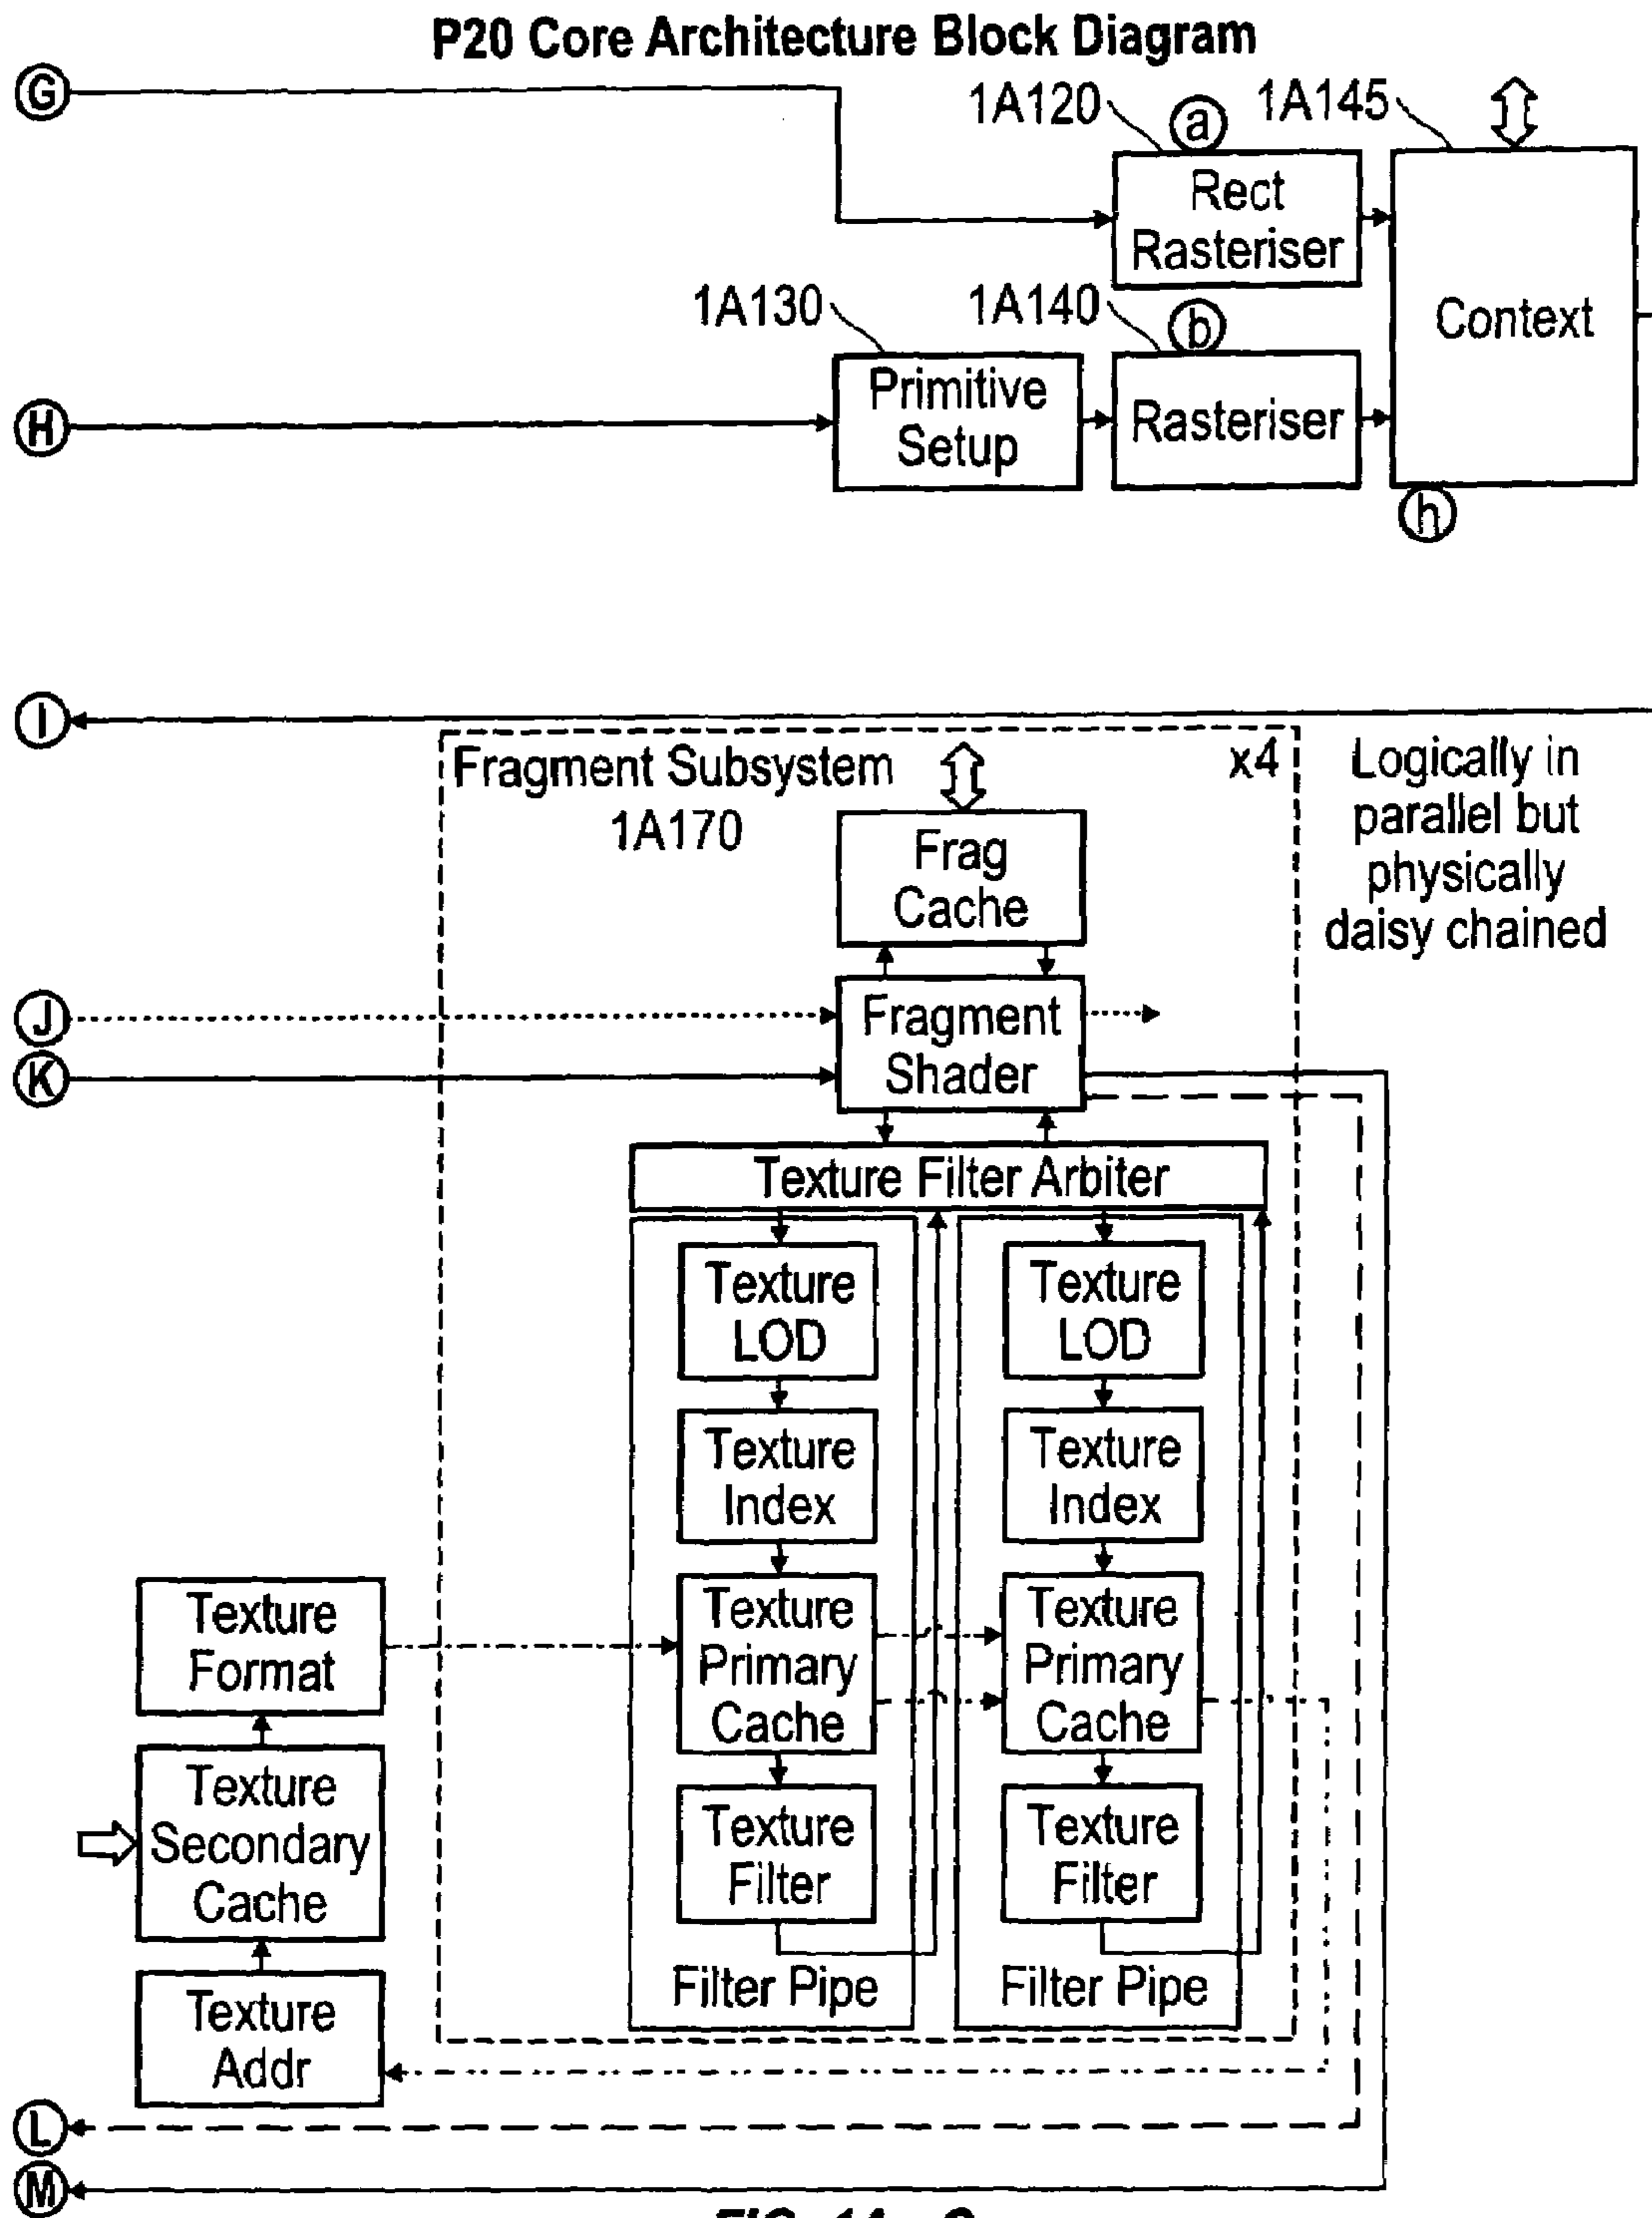 P20 Core Architecture Block Diagram
G
1A120
a
1A145
Rect
Rasteriser
Context
1A130
1A140
b
H
Primitive
Setup
Rasteriser
h
I
Fragment Subsystem
x4
1A170
Logically in
parallel but
physically
daisy chained
Frag
Cache
J
K
Fragment
Shader
Texture Filter Arbiter
Texture
LOD
Texture
LOD
Texture
Index
Texture
Index
Texture
Format
Texture
Primary
Cache
Texture
Primary
Cache
Texture
Secondary
Cache
Texture
Filter
Texture
Filter
Filter Pipe
Filter Pipe
Texture
Addr
L
M